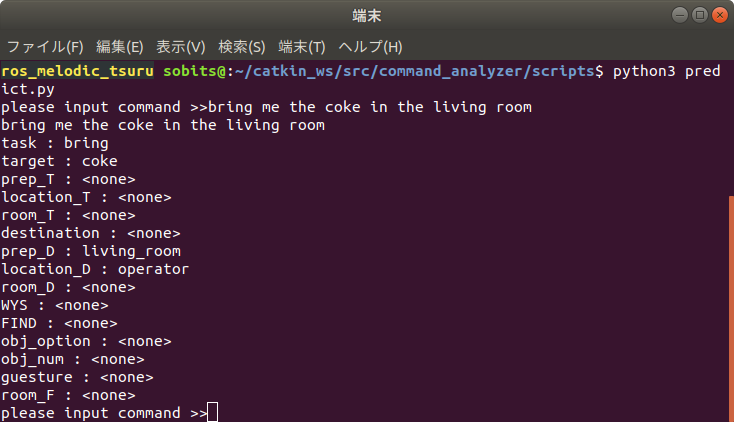 端末
ファイル(F) 編集(E) 表示(V) 検索(S) 端末(T) ヘルプ(H)
ros_melodic_tsuru sobits@:~/catkin_ws/src/command_analyzer/scripts$ python3 pred
ict.py
please input command >>bring me the coke in the living room
bring me the coke in the living room
task : bring
target : coke
prep_T : <none>
location_T : <none>
room_T : <none>
destination : <none>
prep_D : living_room
location_D : operator
room_D : <none>
WYS : <none>
FIND : <none>
obj_option : <none>
obj_num : <none>
guesture : <none>
room_F : <none>
please input command >>